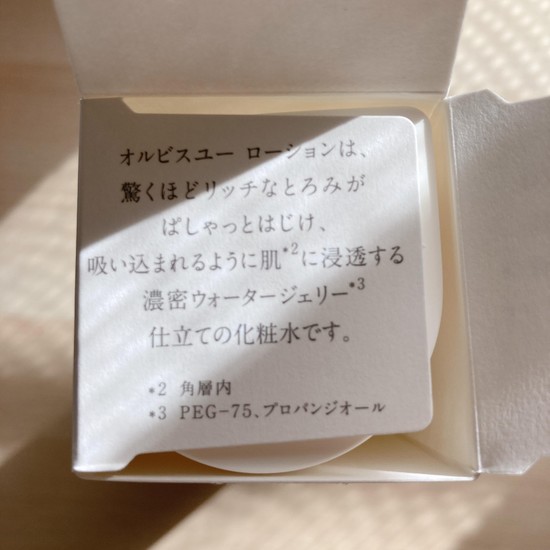 オルビスユー ローションは、
驚くほどリッチなとろみが
ぱしゃっとはじけ、
吸い込まれるように肌*2に浸透する
濃密ウォータージェリー*3
仕立ての化粧水です。
*2 角層内
*3 PEG-75、プロパンジオール